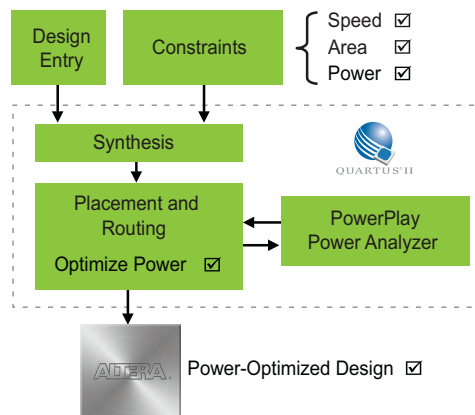 Design
Entry
Constraints
Speed ☑
Area ☑
Power ☑
Synthesis
QUARTUS® II
Placement and
Routing
Optimize Power ☑
PowerPlay
Power Analyzer
ALTERA®
Power-Optimized Design ☑